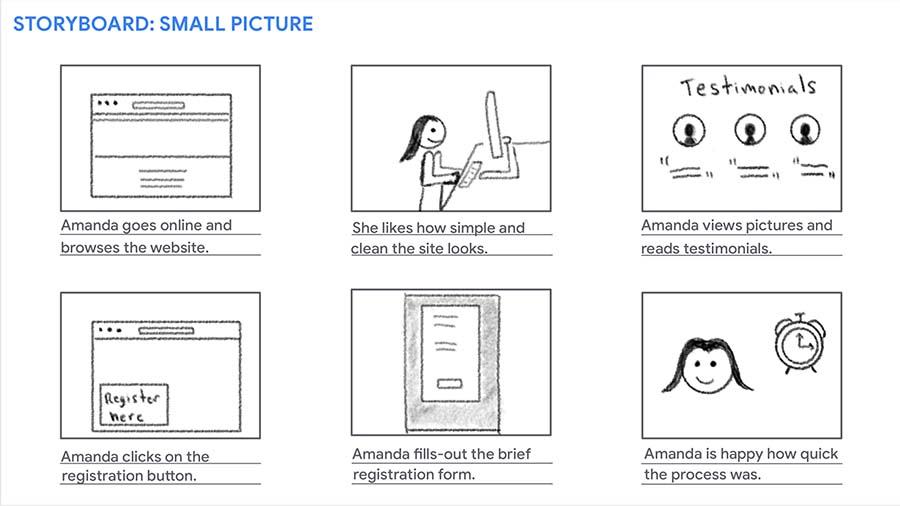 STORYBOARD: SMALL PICTURE
Testimonials
" " " " " "
Amanda goes online and
browses the website.
She likes how simple and
clean the site looks.
Amanda views pictures and
reads testimonials.
Register
here
Amanda clicks on the
registration button.
Amanda fills-out the brief
registration form.
Amanda is happy how quick
the process was.